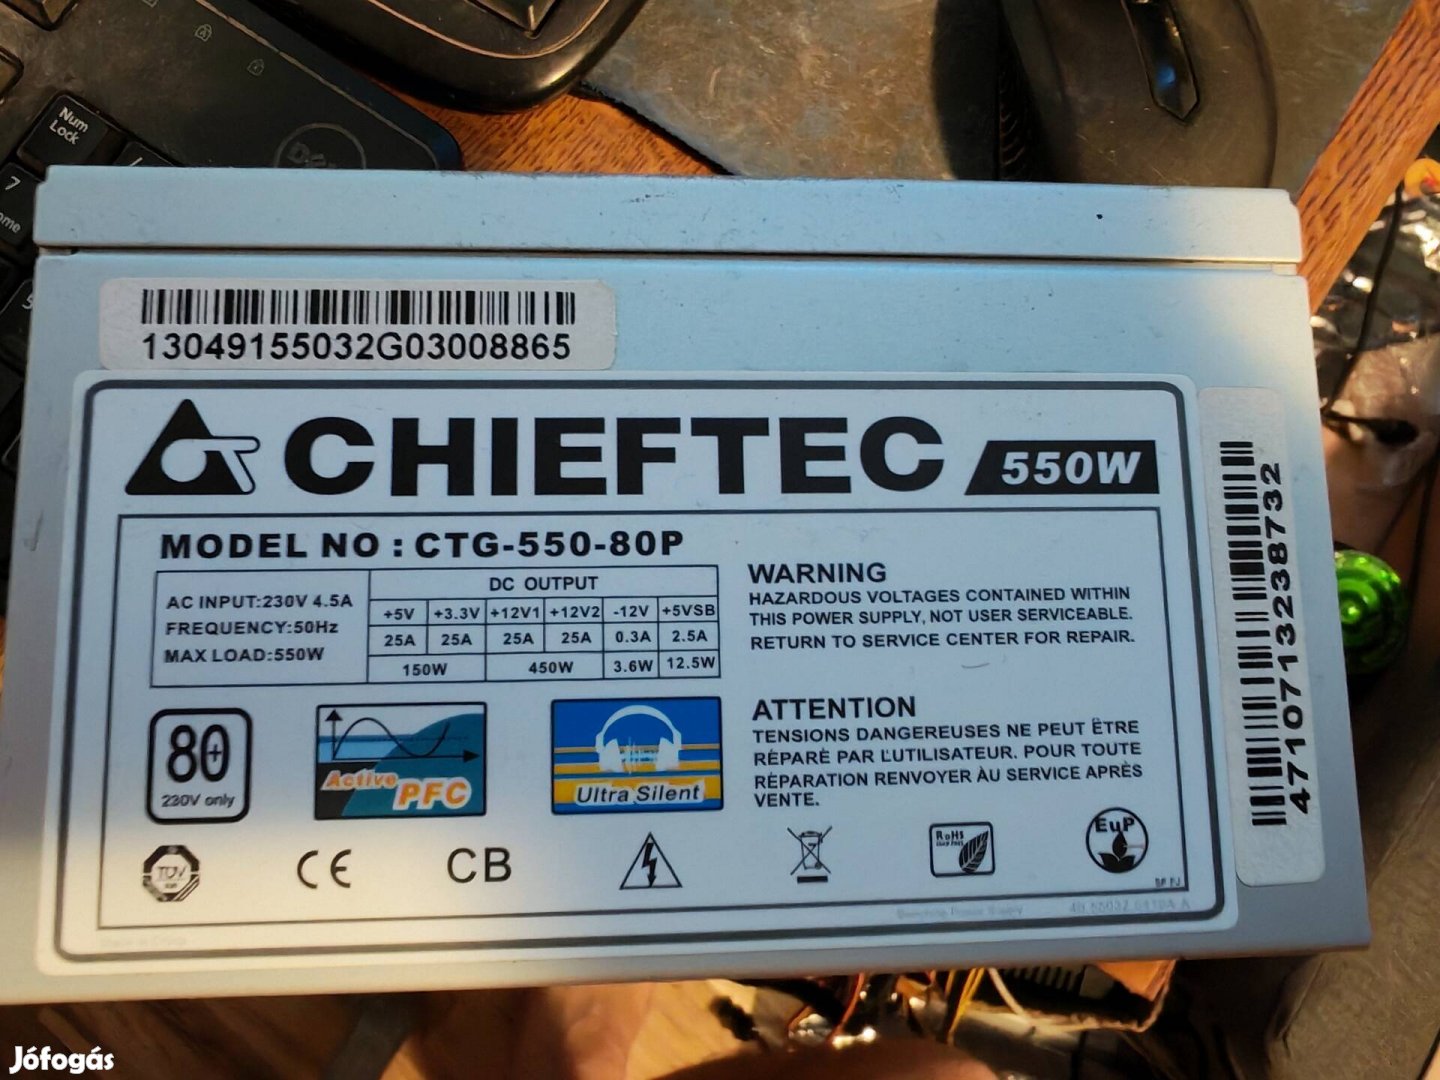 Num
Lock
7
DELL
13049155032G03008865
CHIEFTEC 550W
MODEL NO : CTG-550-80P
AC INPUT:230V 4.5A
FREQUENCY:50Hz
MAX LOAD:550W
DC OUTPUT
+5V +3.3V +12V1 +12V2 -12V +5VSB
25A 25A 25A 25A 0.3A 2.5A
150W 450W 3.6W 12.5W
WARNING
HAZARDOUS VOLTAGES CONTAINED WITHIN
THIS POWER SUPPLY, NOT USER SERVICEABLE.
RETURN TO SERVICE CENTER FOR REPAIR.
ATTENTION
TENSIONS DANGEREUSES NE PEUT ÊTRE
RÉPARÉ PAR L'UTILISATEUR. POUR TOUTE
RÉPARATION RENVOYER ÀU SERVICE APRÈS
VENTE.
80+
230V only
Active
PFC
Ultra Silent
TÜV
CE
CB
RoHS
EuP
4710713238732
Jófogás